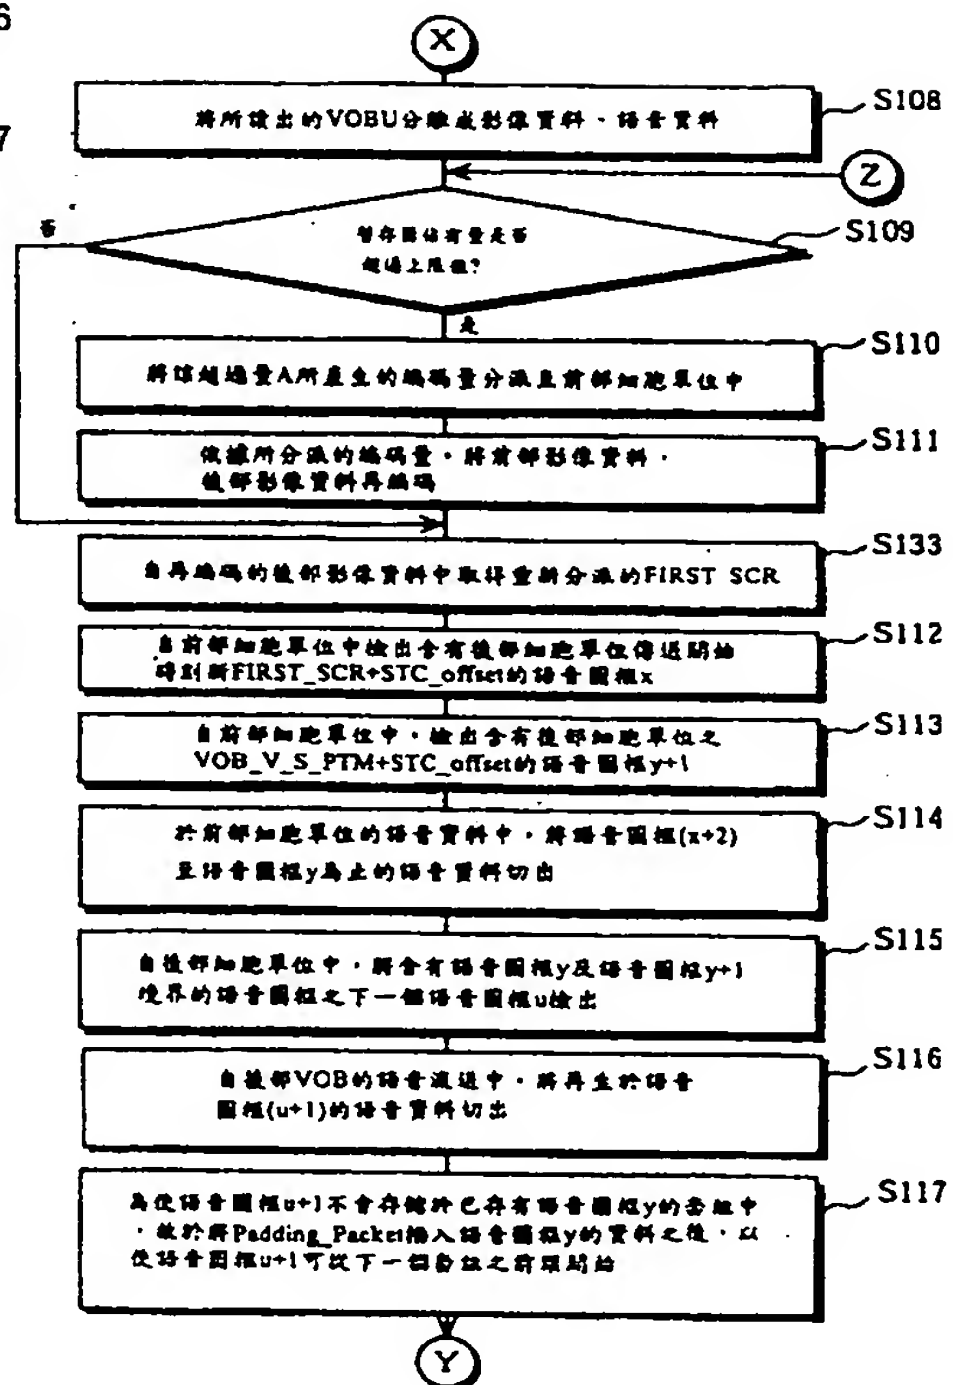 6
7
X
將所讀出的VOBU分離成影像資料、語音資料
S108
Z
S109
暫存器佔有量是否
超過上限值?
否
是
將該超過量A所產生的編碼量分派至前部細胞單位中
S110
依據所分派的編碼量,將前部影像資料、
後部影像資料再編碼
S111
自再編碼的後部影像資料中取得重新分派的FIRST SCR
S133
自前部細胞單位中檢出含有後部細胞單位傳送開始
時刻新FIRST_SCR+STC_offset的語音圖框x
S112
自前部細胞單位中,檢出含有後部細胞單位之
VOB_V_S_PTM+STC_offset的語音圖框y+1
S113
於前部細胞單位的語音資料中,將語音圖框(x+2)
至語音圖框y為止的語音資料切出
S114
自後部細胞單位中,將含有語音圖框y及語音圖框y+1
境界的語音圖框之下一個語音圖框u檢出
S115
自後部VOB的語音流送中,將再生於語音
圖框(u+1)的語音資料切出
S116
為使語音圖框u+1不會存儲於已存有語音圖框y的套組中
,故於將Padding_Packet插入語音圖框y的資料之後,以
使語音圖框u+1可從下一個套組之前頭開始
S117
Y